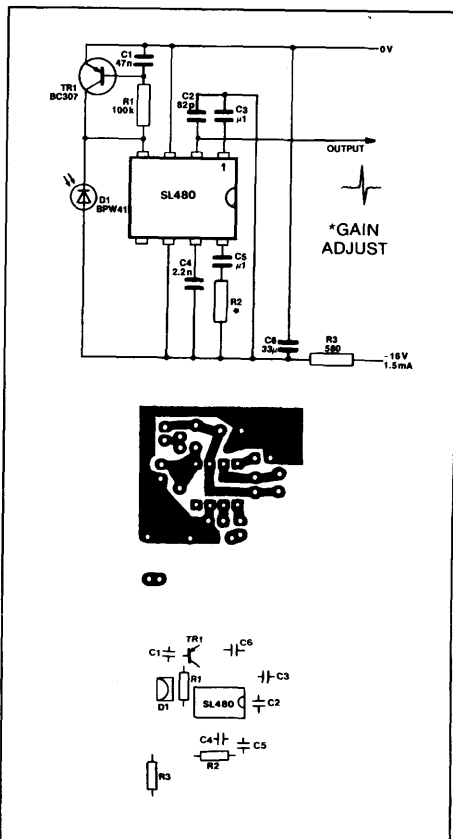 C1
47n
0V
TR1
BC307
R1
100k
C2
82p
C3
µ1
OUTPUT
1
SL480
D1
BPW41
*GAIN
ADJUST
C4
2.2n
C5
µ1
R2
*
C6
33µ
R3
560
-16V
1.5mA
TR1
C1
C6
R1
C3
D1
SL480
C2
C4
C5
R2
R3